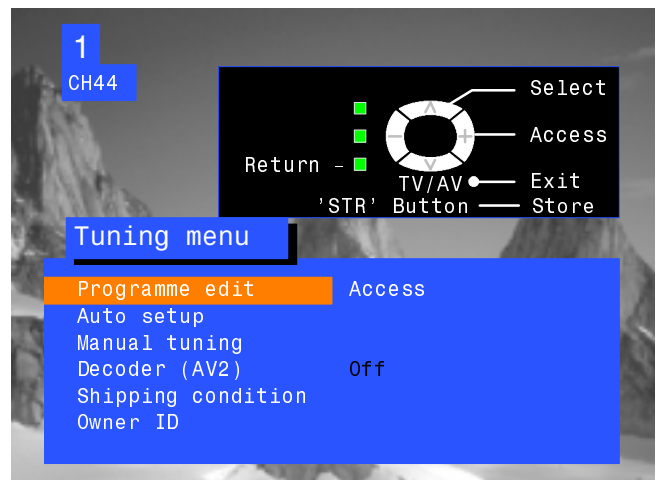 1
CH44
Select
Access
Return –
TV/AV
Exit
'STR' Button
Store
Tuning menu
Programme edit Access
Auto setup
Manual tuning
Decoder (AV2) Off
Shipping condition
Owner ID